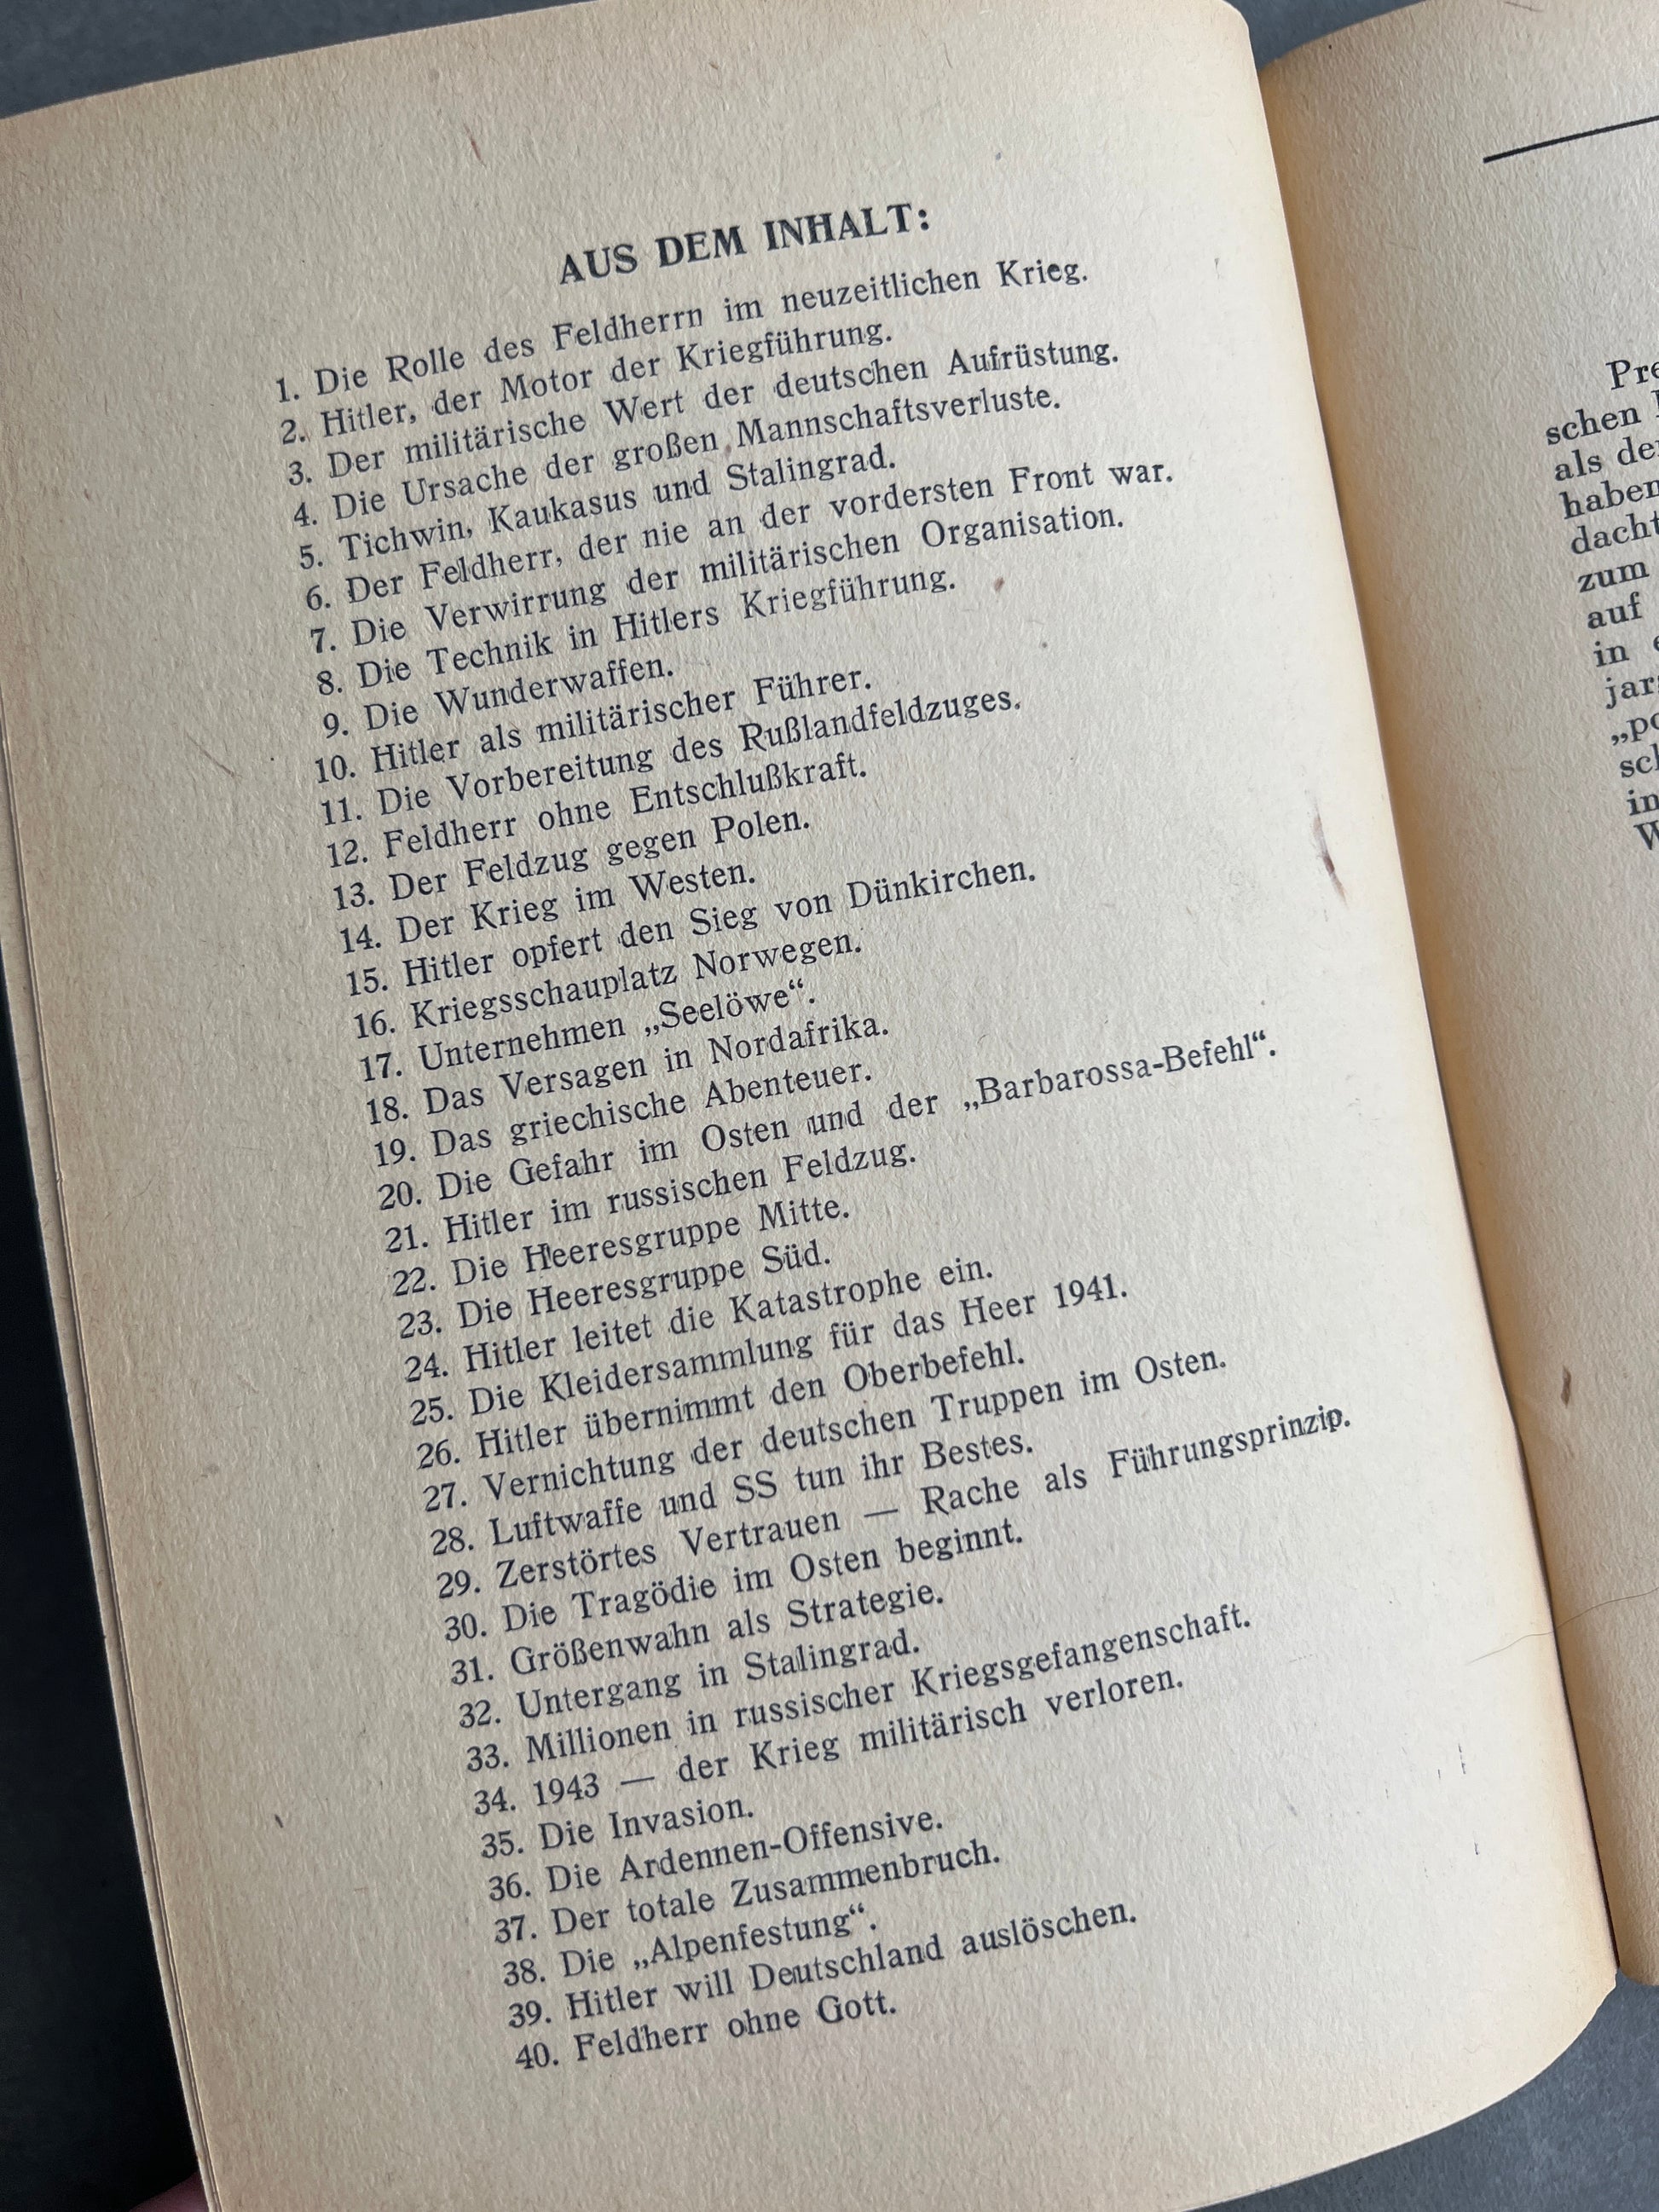 AUS DEM INHALT:
1. Die Rolle des Feldherrn im neuzeitlichen Krieg.
2. Hitler, der Motor der Kriegführung.
3. Der militärische Wert der deutschen Aufrüstung.
4. Die Ursache der großen Mannschaftsverluste.
5. Tichwin, Kaukasus und Stalingrad.
6. Der Feldherr, der nie an der vordersten Front war.
7. Die Verwirrung der militärischen Organisation.
8. Die Technik in Hitlers Kriegführung.
9. Die Wunderwaffen.
10. Hitler als militärischer Führer.
11. Die Vorbereitung des Rußlandfeldzuges.
12. Feldherr ohne Entschlußkraft.
13. Der Feldzug gegen Polen.
14. Der Krieg im Westen.
15. Hitler opfert den Sieg von Dünkirchen.
16. Kriegsschauplatz Norwegen.
17. Unternehmen „Seelöwe“.
18. Das Versagen in Nordafrika.
19. Das griechische Abenteuer.
20. Die Gefahr im Osten und der „Barbarossa-Befehl“.
21. Hitler im russischen Feldzug.
22. Die Heeresgruppe Mitte.
23. Die Heeresgruppe Süd.
24. Hitler leitet die Katastrophe ein.
25. Die Kleidersammlung für das Heer 1941.
26. Hitler übernimmt den Oberbefehl.
27. Vernichtung der deutschen Truppen im Osten.
28. Luftwaffe und SS tun ihr Bestes.
29. Zerstörtes Vertrauen — Rache als Führungsprinzip.
30. Die Tragödie im Osten beginnt.
31. Größenwahn als Strategie.
32. Untergang in Stalingrad.
33. Millionen in russischer Kriegsgefangenschaft.
34. 1943 — der Krieg militärisch verloren.
35. Die Invasion.
36. Die Ardennen-Offensive.
37. Der totale Zusammenbruch.
38. Die „Alpenfestung“.
39. Hitler will Deutschland auslöschen.
40. Feldherr ohne Gott.
schen
als
haben
zum
auf
in